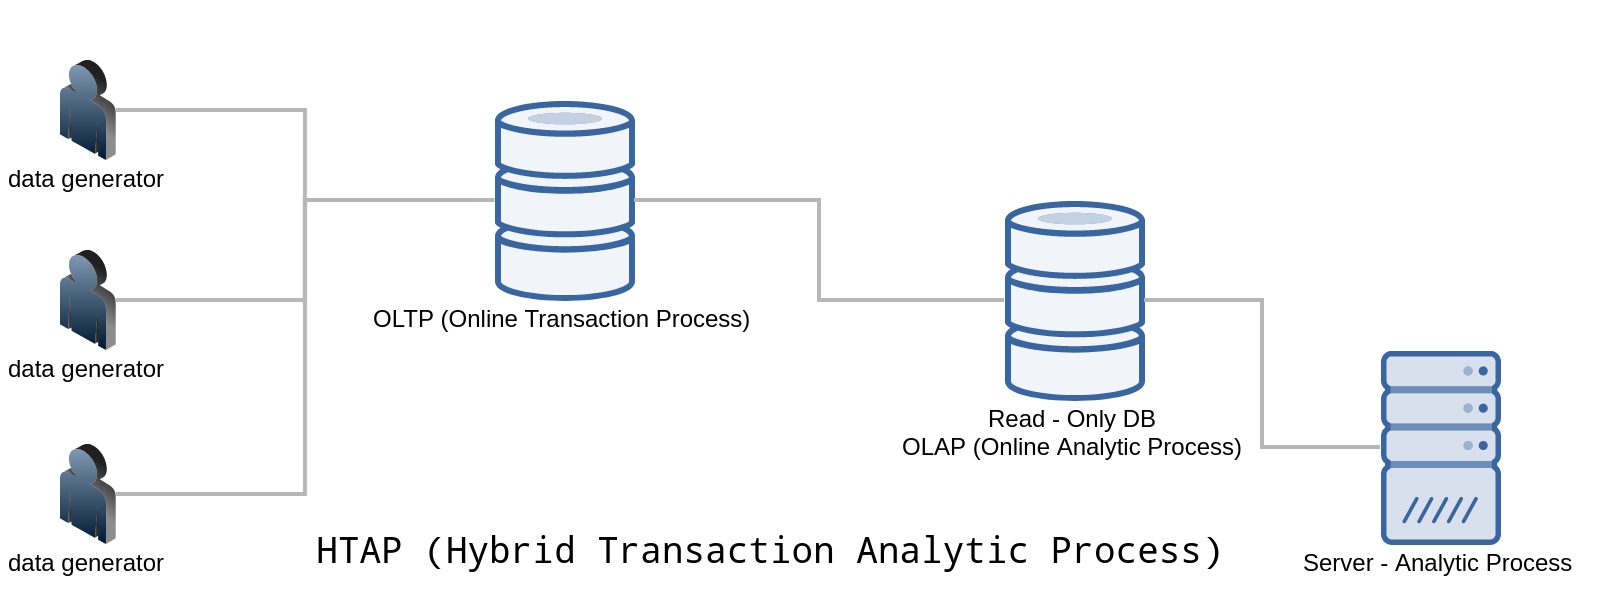 data generator
data generator
data generator
OLTP (Online Transaction Process)
Read - Only DB
OLAP (Online Analytic Process)
Server - Analytic Process
HTAP (Hybrid Transaction Analytic Process)